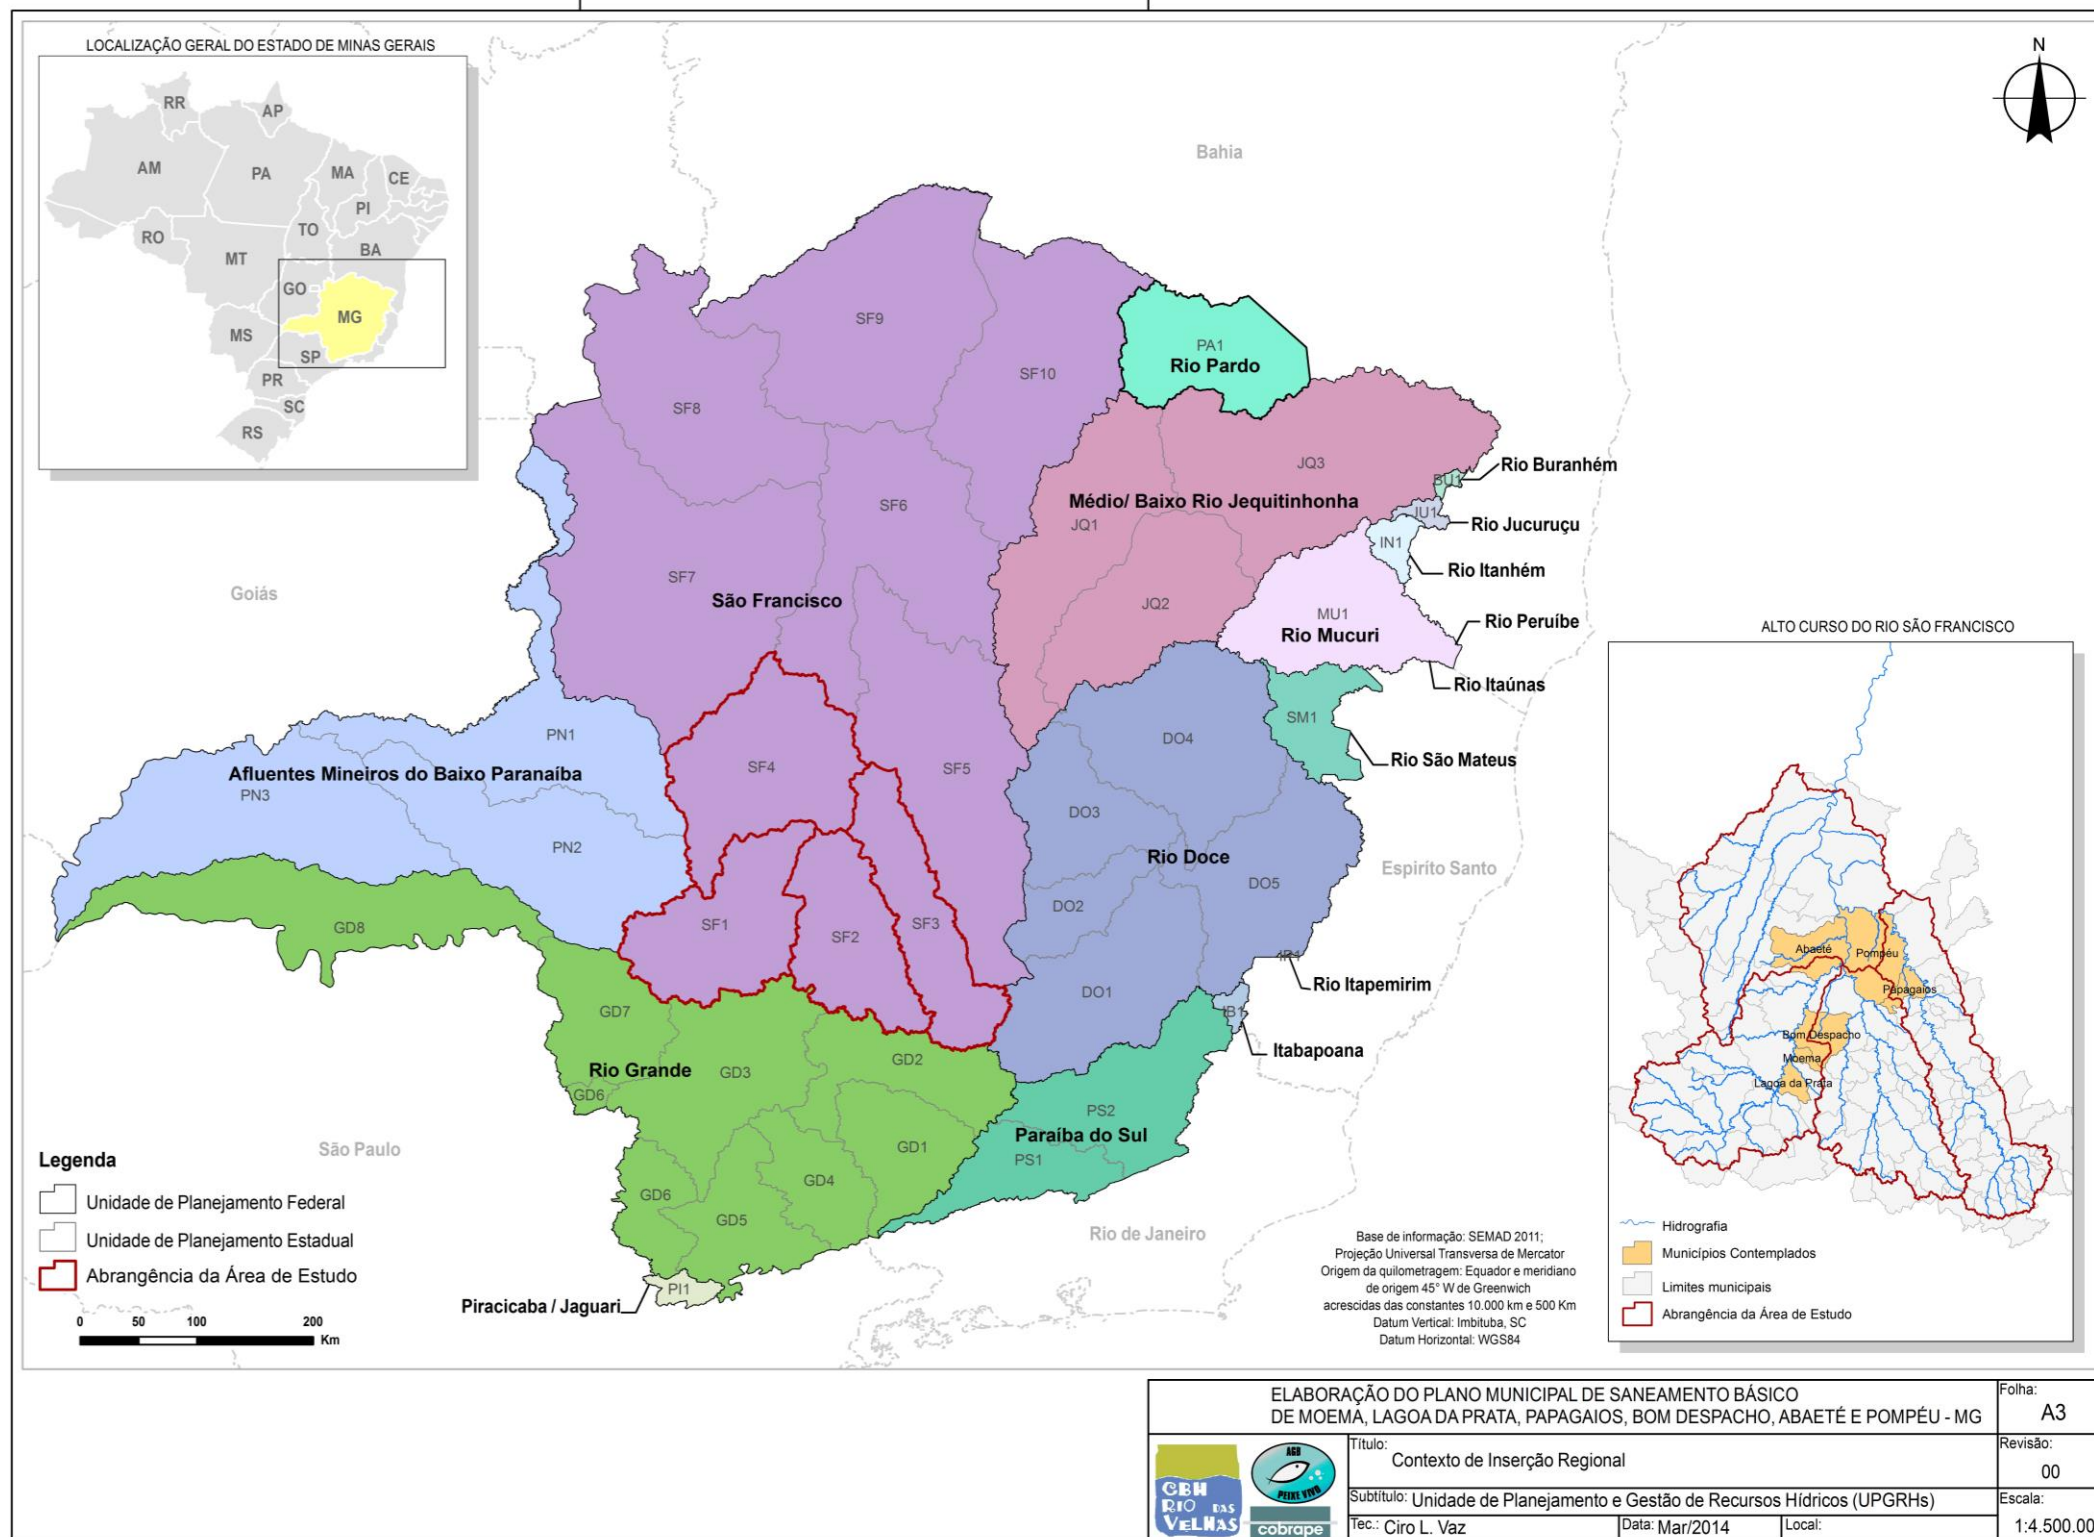 LOCALIZAÇÃO GERAL DO ESTADO DE MINAS GERAIS
RR
AP
AM
PA
MA
CE
PI
TO
RO
BA
MT
GO
MG
MS
SP
PR
SC
RS
N
Bahia
Goiás
Espírito Santo
São Paulo
Rio de Janeiro
SF9
SF10
SF8
SF6
SF7
São Francisco
SF4
SF5
SF1
SF2
SF3
PA1
Rio Pardo
JQ3
Médio/ Baixo Rio Jequitinhonha
JQ1
JQ2
BU1
Rio Buranhém
JU1
Rio Jucuruçu
IN1
Rio Itanhém
MU1
Rio Mucuri
Rio Peruíbe
Rio Itaúnas
SM1
Rio São Mateus
PN1
Afluentes Mineiros do Baixo Paranaíba
PN3
PN2
DO4
DO3
Rio Doce
DO5
DO2
DO1
Rio Itapemirim
IB1
Itabapoana
GD8
GD7
Rio Grande
GD3
GD2
GD6
GD1
GD4
GD6
GD5
PS2
Paraíba do Sul
PS1
PI1
Piracicaba / Jaguari
Legenda
Unidade de Planejamento Federal
Unidade de Planejamento Estadual
Abrangência da Área de Estudo
0 50 100 200
Km
Base de informação: SEMAD 2011;
Projeção Universal Transversa de Mercator
Origem da quilometragem: Equador e meridiano
de origem 45° W de Greenwich
acrescidas das constantes 10.000 km e 500 Km
Datum Vertical: Imbituba, SC
Datum Horizontal: WGS84
ALTO CURSO DO RIO SÃO FRANCISCO
Abaeté
Pompéu
Papagaios
Bom Despacho
Moema
Lagoa da Prata
Hidrografia
Municípios Contemplados
Limites municipais
Abrangência da Área de Estudo
ELABORAÇÃO DO PLANO MUNICIPAL DE SANEAMENTO BÁSICO
DE MOEMA, LAGOA DA PRATA, PAPAGAIOS, BOM DESPACHO, ABAETÉ E POMPÉU - MG
Folha:
A3
CBH
RIO DAS
VELHAS
AGB
PEIXE VIVO
cobrape
Título:
Contexto de Inserção Regional
Revisão:
00
Subtítulo: Unidade de Planejamento e Gestão de Recursos Hídricos (UPGRHs)
Escala:
1:4.500.00
Tec.: Ciro L. Vaz
Data: Mar/2014
Local: